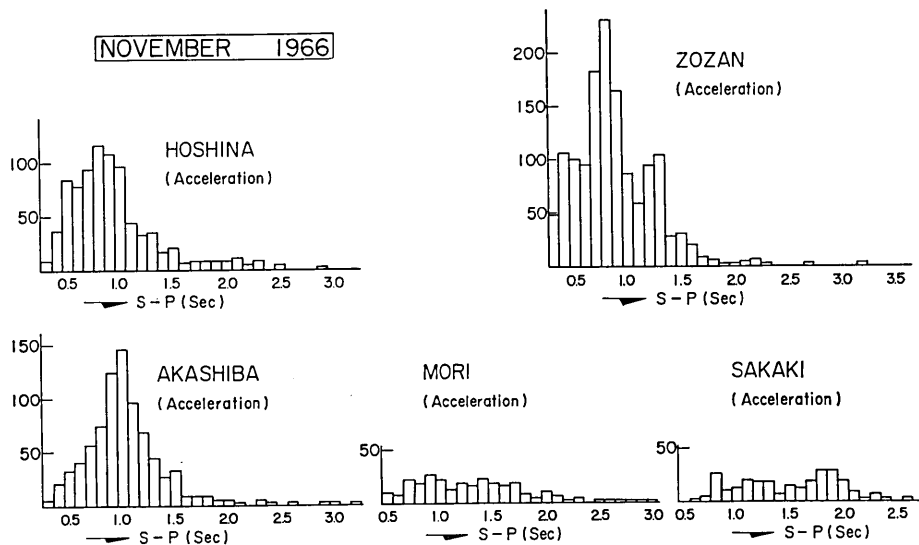 NOVEMBER 1966
HOSHINA
(Acceleration)
100
50
0.5 1.0 1.5 2.0 2.5 3.0
S-P (Sec)
ZOZAN
(Acceleration)
200
150
100
50
0.5 1.0 1.5 2.0 2.5 3.0 3.5
S-P (Sec)
AKASHIBA
(Acceleration)
150
100
50
0.5 1.0 1.5 2.0 2.5 3.0
S-P (Sec)
MORI
(Acceleration)
50
0.5 1.0 1.5 2.0 2.5 3.0
S-P (Sec)
SAKAKI
(Acceleration)
50
0.5 1.0 1.5 2.0 2.5
S-P (Sec)